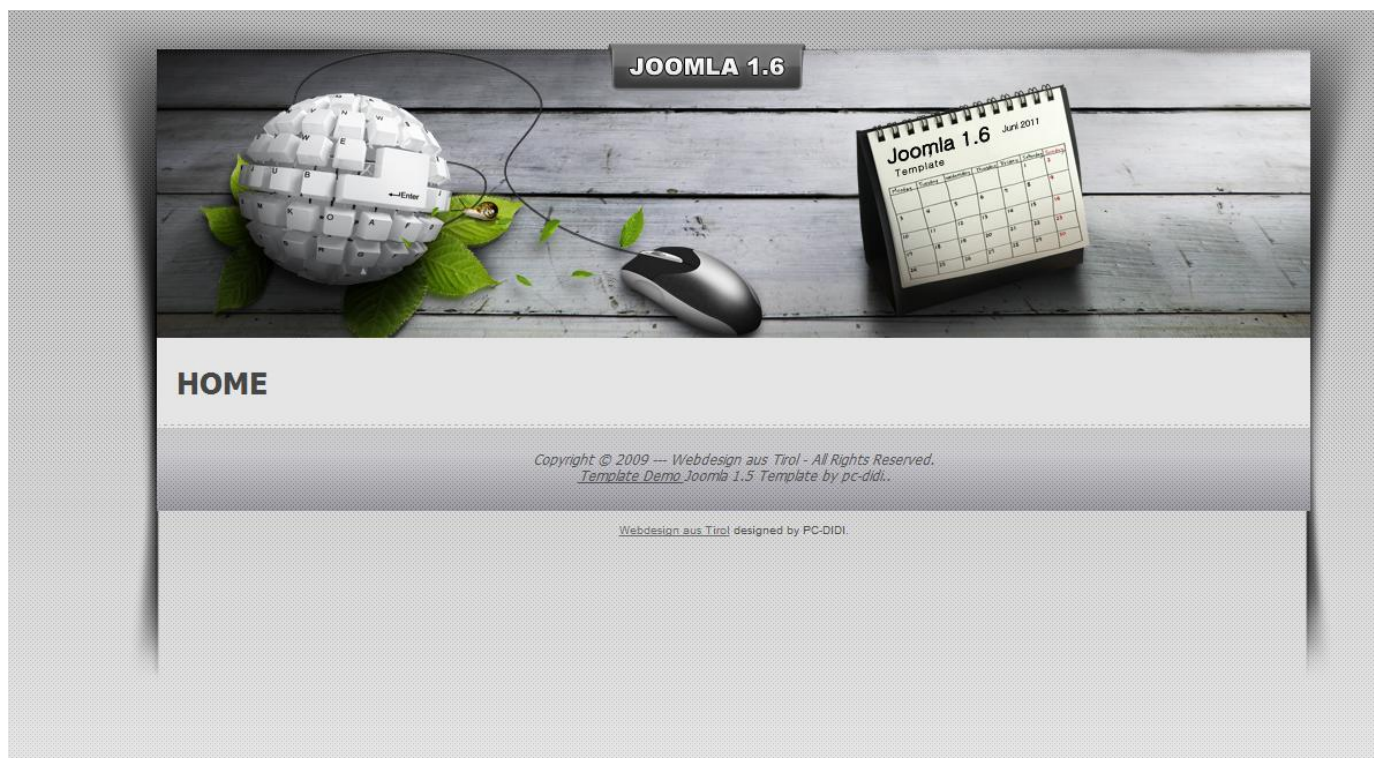 JOOMLA 1.6
Joomla 1.6 Juni 2011
Template
Enter
HOME
Copyright © 2009 --- Webdesign aus Tirol - All Rights Reserved.
Template Demo Joomla 1.5 Template by pc-didi..
Webdesign aus Tirol designed by PC-DIDI.